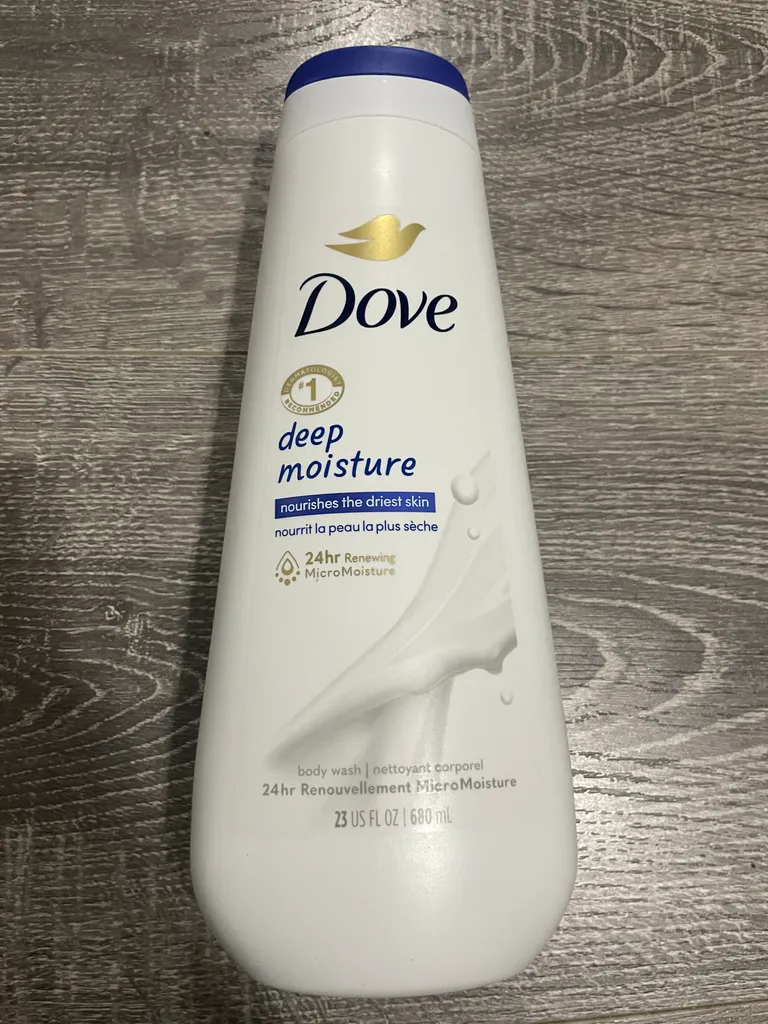 Dove
DERMATOLOGIST
#1
RECOMMENDED
deep
moisture
nourishes the driest skin
nourrit la peau la plus sèche
24hr Renewing
MicroMoisture
body wash | nettoyant corporel
24hr Renouvellement MicroMoisture
23 US FL OZ | 680 mL